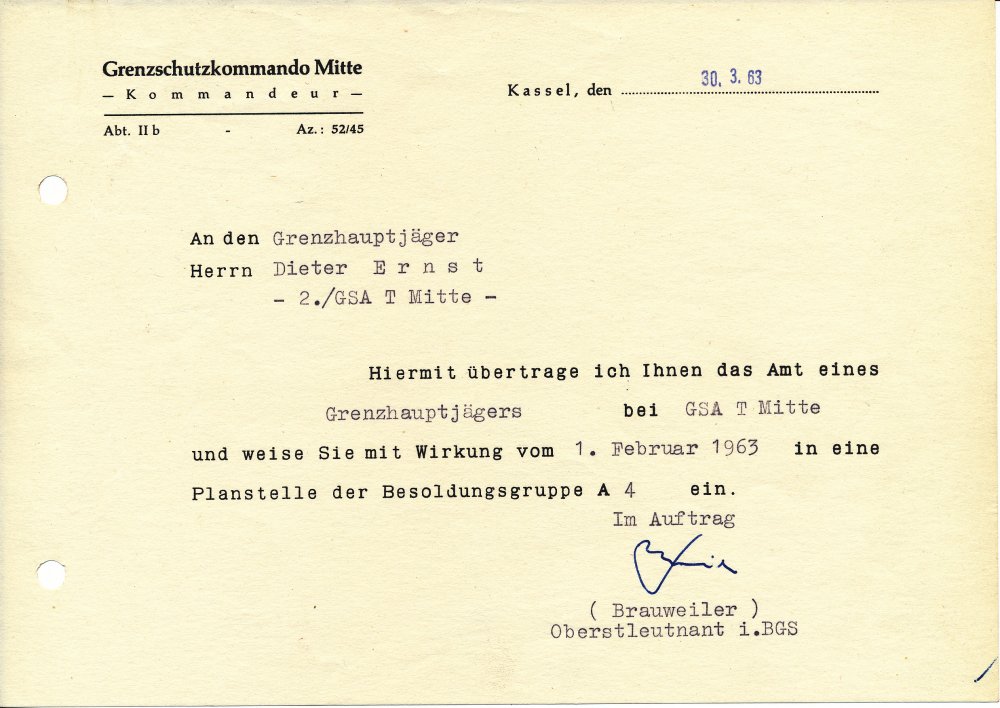 Grenzschutzkommando Mitte
— Kommandeur —
Abt. II b - Az.: 52/45
Kassel, den 30. 3. 63
An den Grenzhauptjäger
Herrn Dieter Ernst
- 2./GSA T Mitte -
Hiermit übertrage ich Ihnen das Amt eines
Grenzhauptjägers bei GSA T Mitte
und weise Sie mit Wirkung vom 1. Februar 1963 in eine
Planstelle der Besoldungsgruppe A 4 ein.
Im Auftrag
( Brauweiler )
Oberstleutnant i.BGS